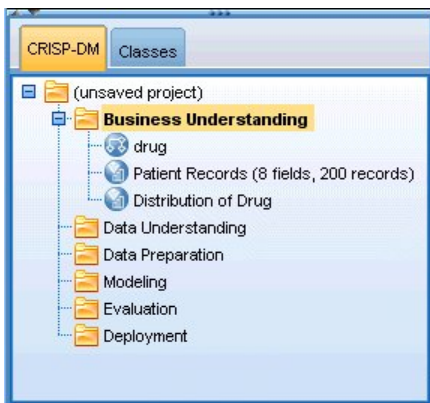 CRISP-DM Classes
(unsaved project)
Business Understanding
drug
Patient Records (8 fields, 200 records)
Distribution of Drug
Data Understanding
Data Preparation
Modeling
Evaluation
Deployment